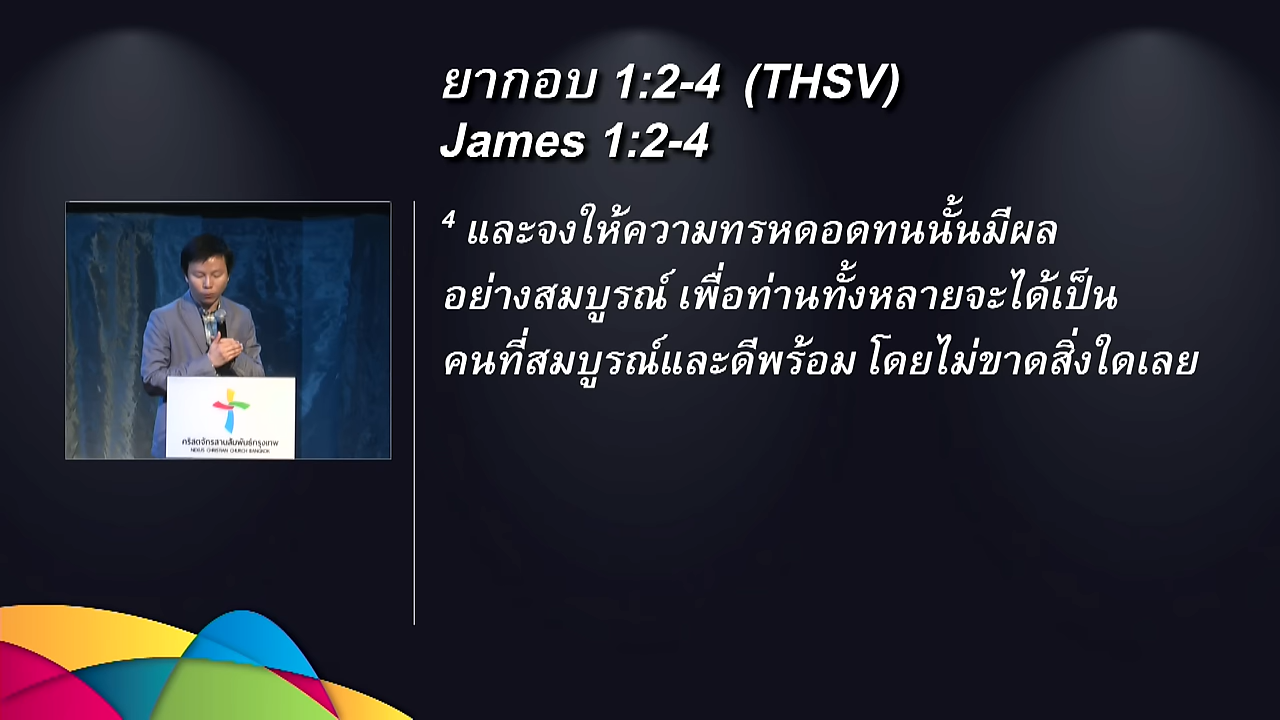 ยากอบ 1:2-4 (THSV)
James 1:2-4
4 และจงให้ความทรหดอดทนนั้นมีผล
อย่างสมบูรณ์ เพื่อท่านทั้งหลายจะได้เป็น
คนที่สมบูรณ์และดีพร้อม โดยไม่ขาดสิ่งใดเลย
คริสตจักรสานสัมพันธ์กรุงเทพ
NEXUS CHRISTIAN CHURCH BANGKOK